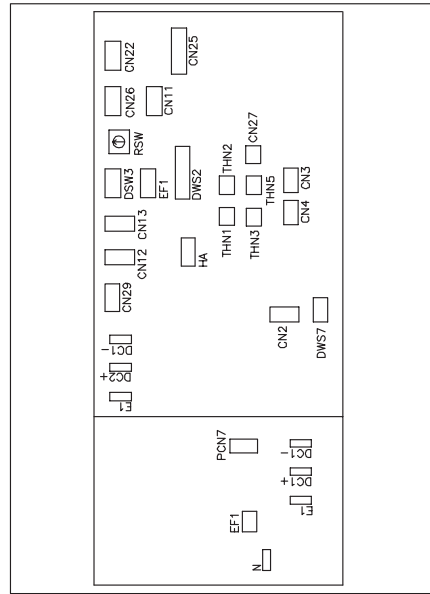 CN22
CN25
CN26
CN11
RSW
THN2
CN27
DSW3
EF1
DWS2
THN5
CN3
CN13
THN1
THN3
CN4
CN12
HA
CN29
CN2
DWS7
DC1-
DC2+
E1
PCN7
DC1-
DC1+
E1
EF1
N